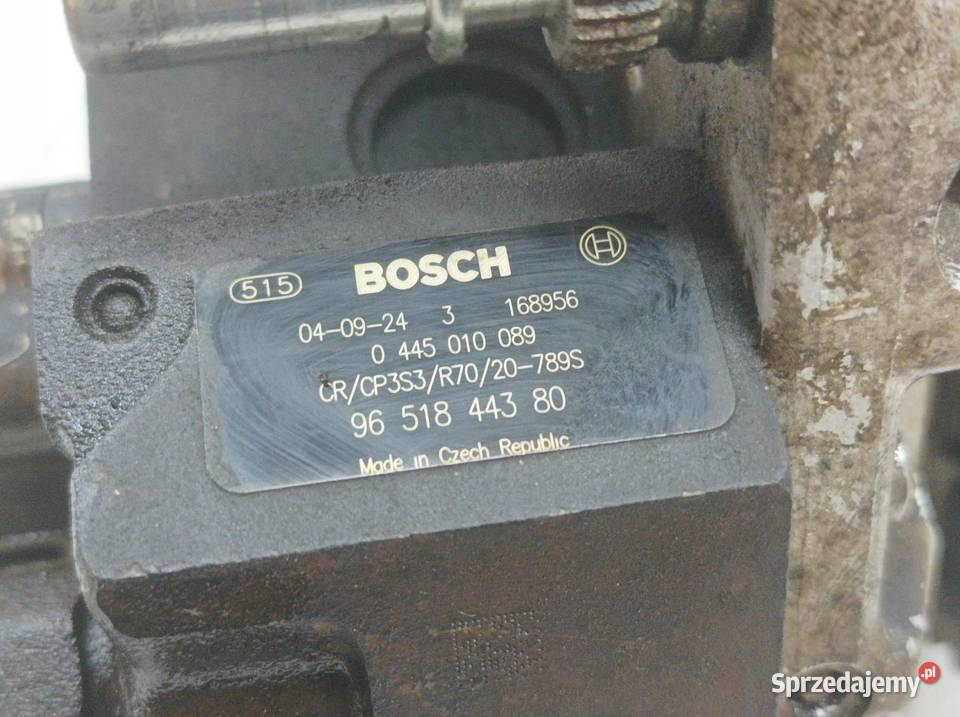 515 BOSCH
04-09-24 3 168956
0 445 010 089
CR/CP3S3/R70/20-789S
96 518 443 80
Made in Czech Republic
Sprzedajemy.pl